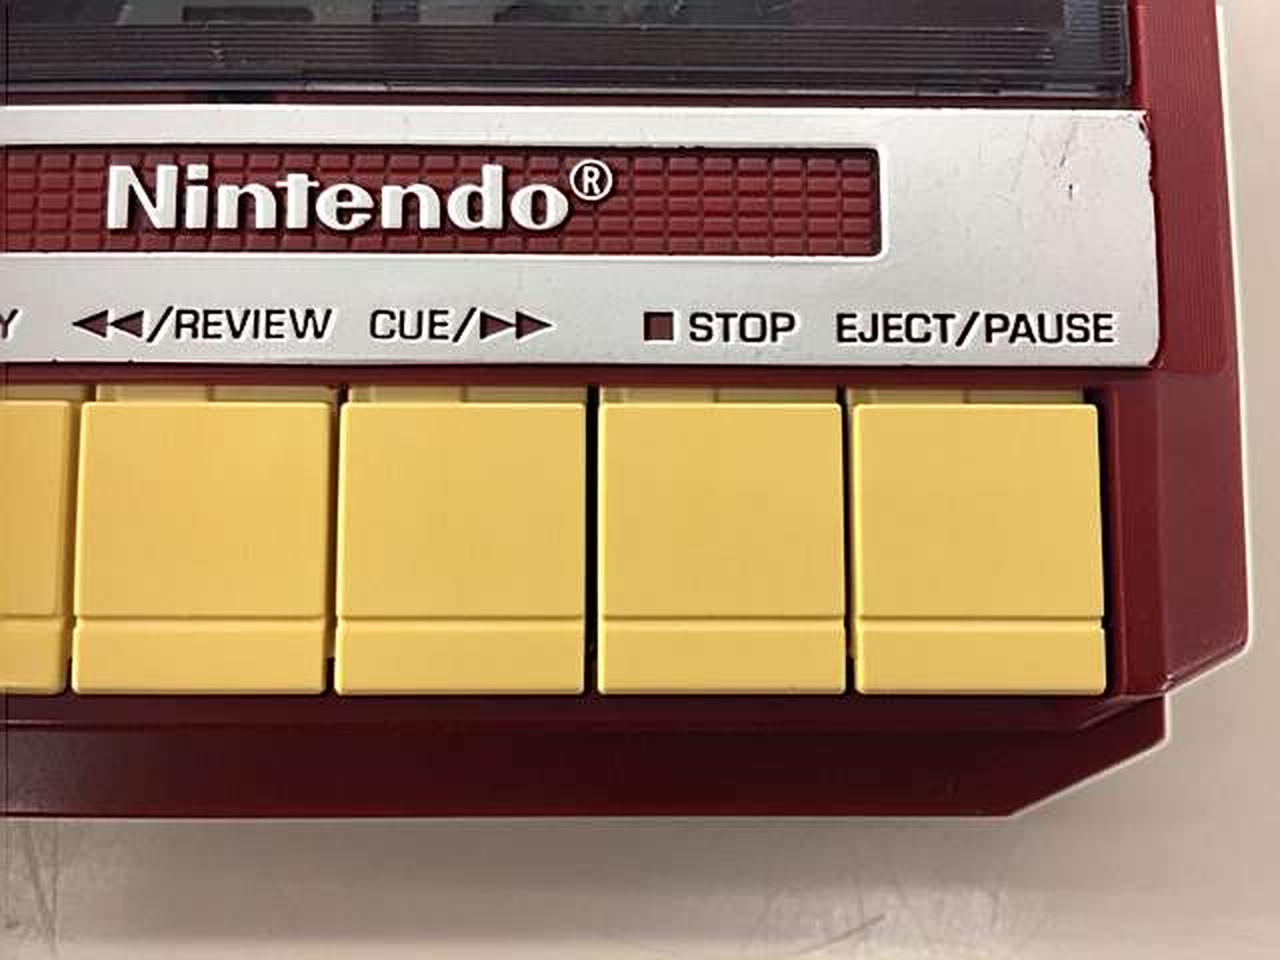 Nintendo®
Y ◀◀/REVIEW CUE/▶▶ ■ STOP EJECT/PAUSE